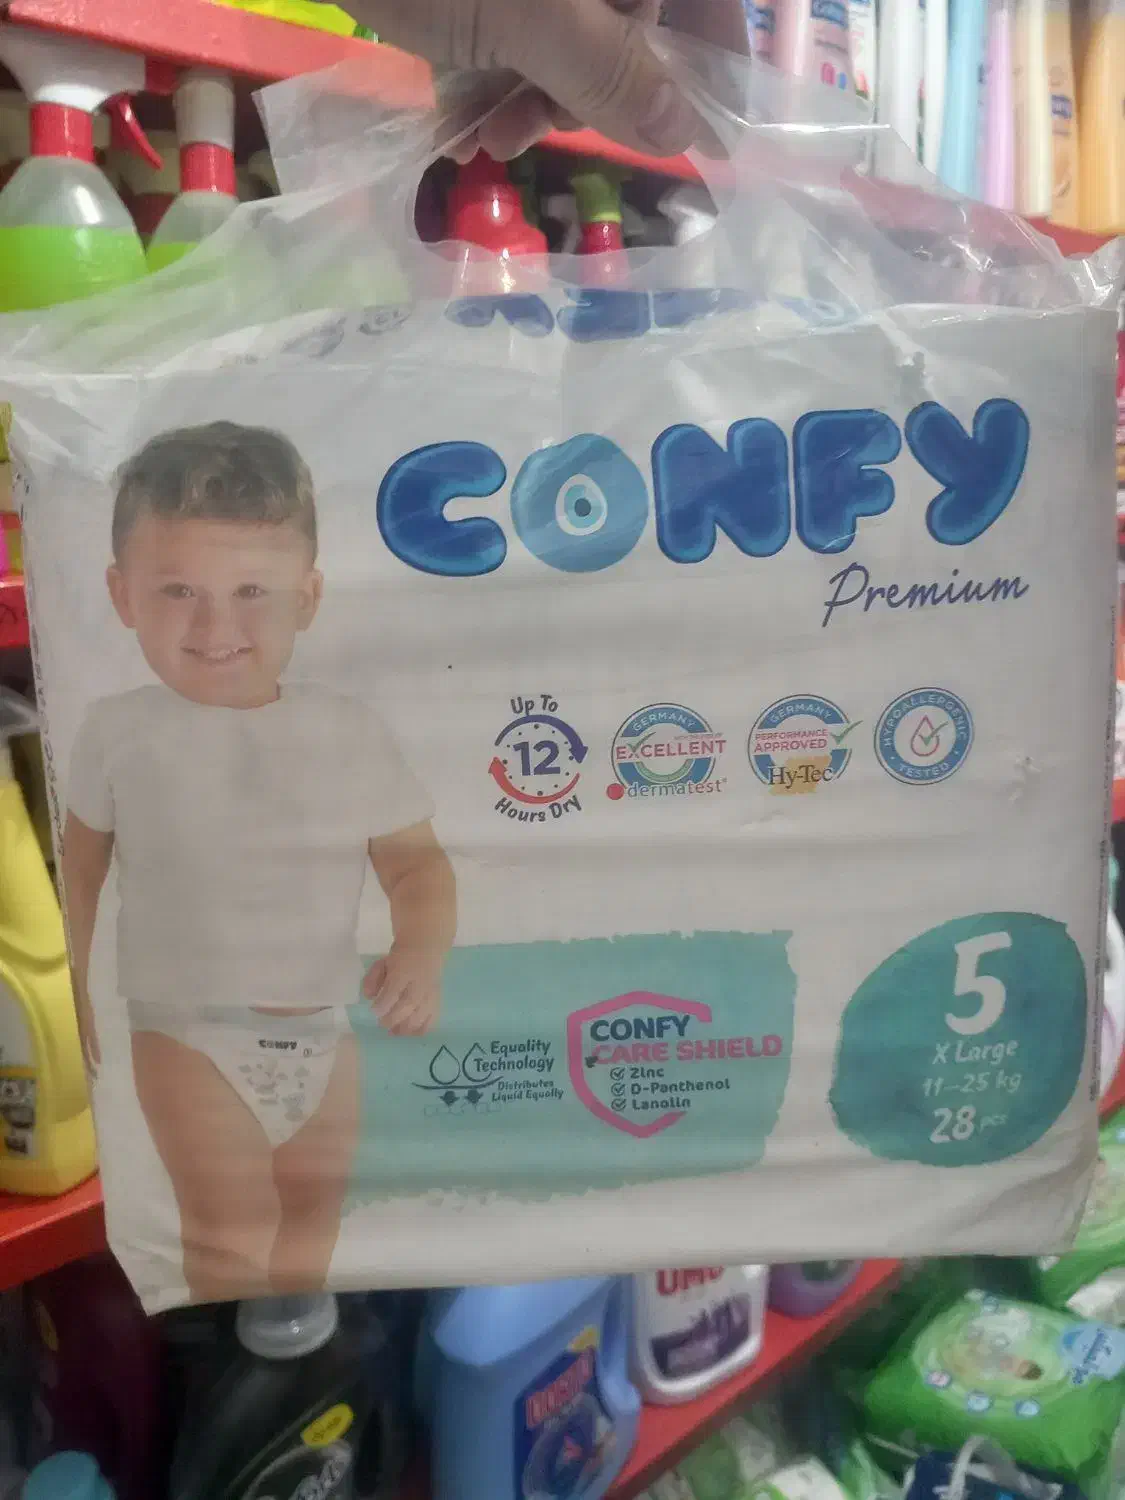 CONFY
Premium
Up To
12
Hours Dry
GERMANY
EXCELLENT
dermatest®
GERMANY
PERFORMANCE
APPROVED
Hy-Tec
HYPOALLERGENIC
TESTED
Equality
Technology
Distributes
Liquid Equally
CONFY
CARE SHIELD
Zinc
D-Panthenol
Lanolin
5
X Large
11-25 kg
28 pcs
CONFY